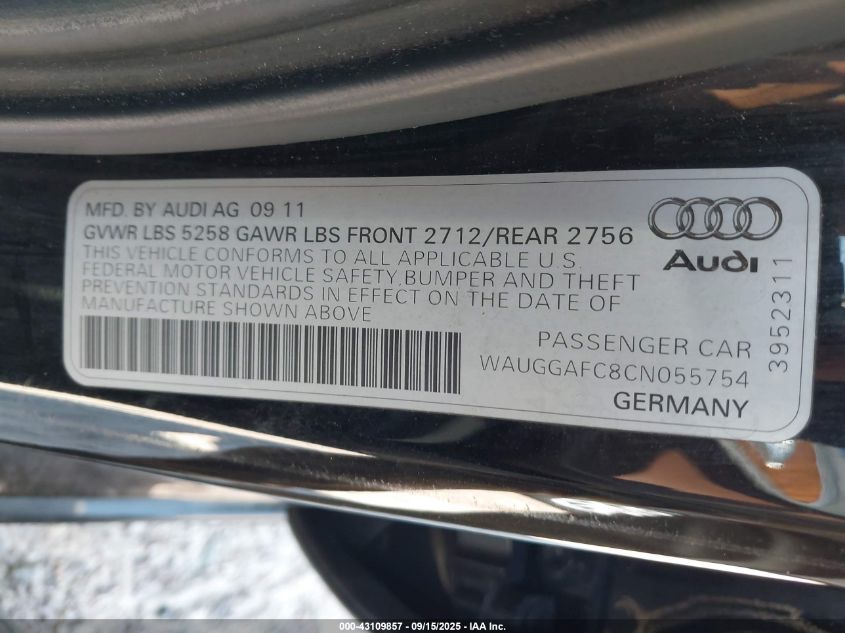 MFD. BY AUDI AG 09 11
GVWR LBS 5258 GAWR LBS FRONT 2712/REAR 2756
THIS VEHICLE CONFORMS TO ALL APPLICABLE U.S.
FEDERAL MOTOR VEHICLE SAFETY,BUMPER AND THEFT
PREVENTION STANDARDS IN EFFECT ON THE DATE OF
MANUFACTURE SHOWN ABOVE
Audi
3952311
PASSENGER CAR
WAUGGAFC8CN055754
GERMANY
000-43109857 - 09/15/2025 - IAA Inc.